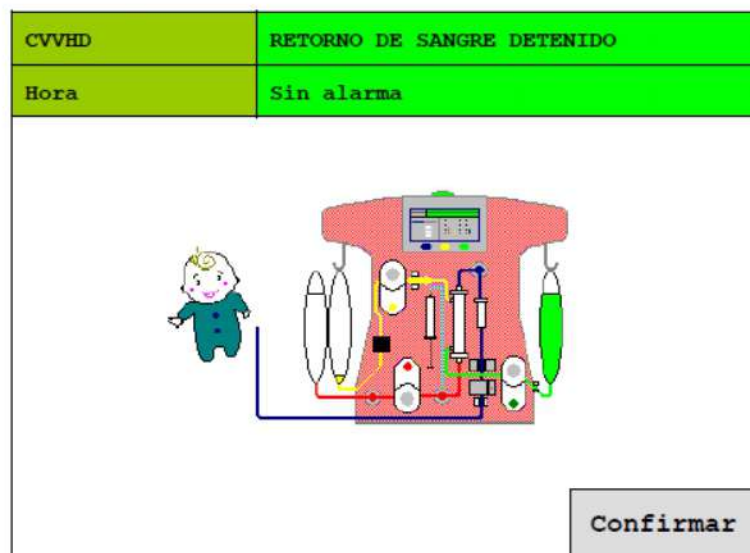 CVVHD
RETORNO DE SANGRE DETENIDO
Hora
Sin alarma
Confirmar